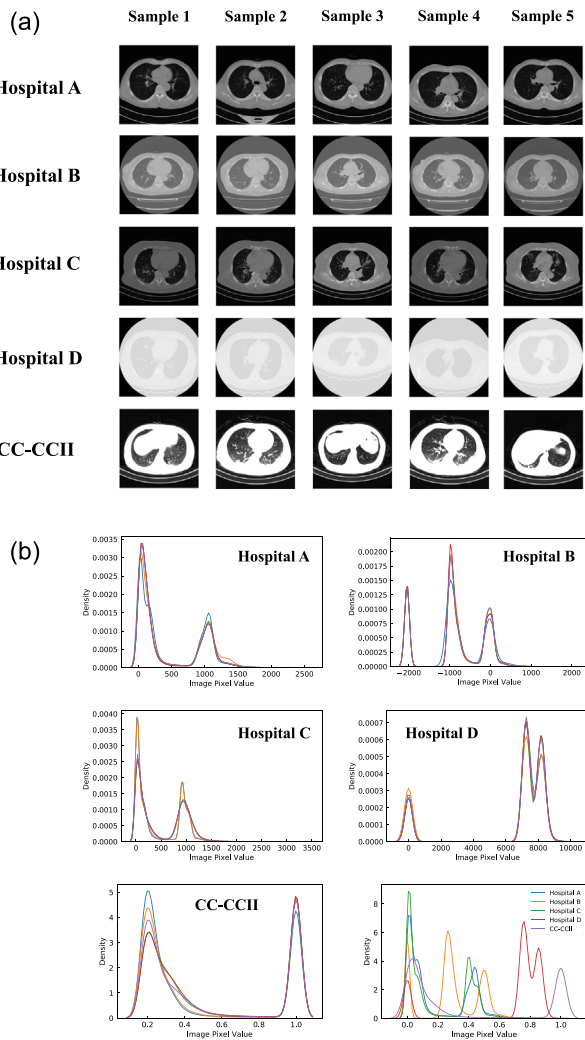 (a)
Sample 1 Sample 2 Sample 3 Sample 4 Sample 5
Hospital A
Hospital B
Hospital C
Hospital D
CC-CCII
(b)
Hospital A
0.0035
0.0030
0.0025
0.0020
0.0015
0.0010
0.0005
0.0000
Density
0 500 1000 1500 2000 2500
Image Pixel Value
Hospital B
0.00200
0.00175
0.00150
0.00125
0.00100
0.00075
0.00050
0.00025
0.00000
Density
−2000 −1000 0 1000 2000
Image Pixel Value
Hospital C
0.0040
0.0035
0.0030
0.0025
0.0020
0.0015
0.0010
0.0005
0.0000
Density
0 500 1000 1500 2000 2500 3000 3500
Image Pixel Value
Hospital D
0.0007
0.0006
0.0005
0.0004
0.0003
0.0002
0.0001
0.0000
Density
0 2000 4000 6000 8000 10000
Image Pixel Value
CC-CCII
5
4
3
2
1
0
Density
0.2 0.4 0.6 0.8 1.0
Image Pixel Value
Hospital A
Hospital B
Hospital C
Hospital D
CC-CCII
8
6
4
2
0
Density
0.0 0.2 0.4 0.6 0.8 1.0
Image Pixel Value